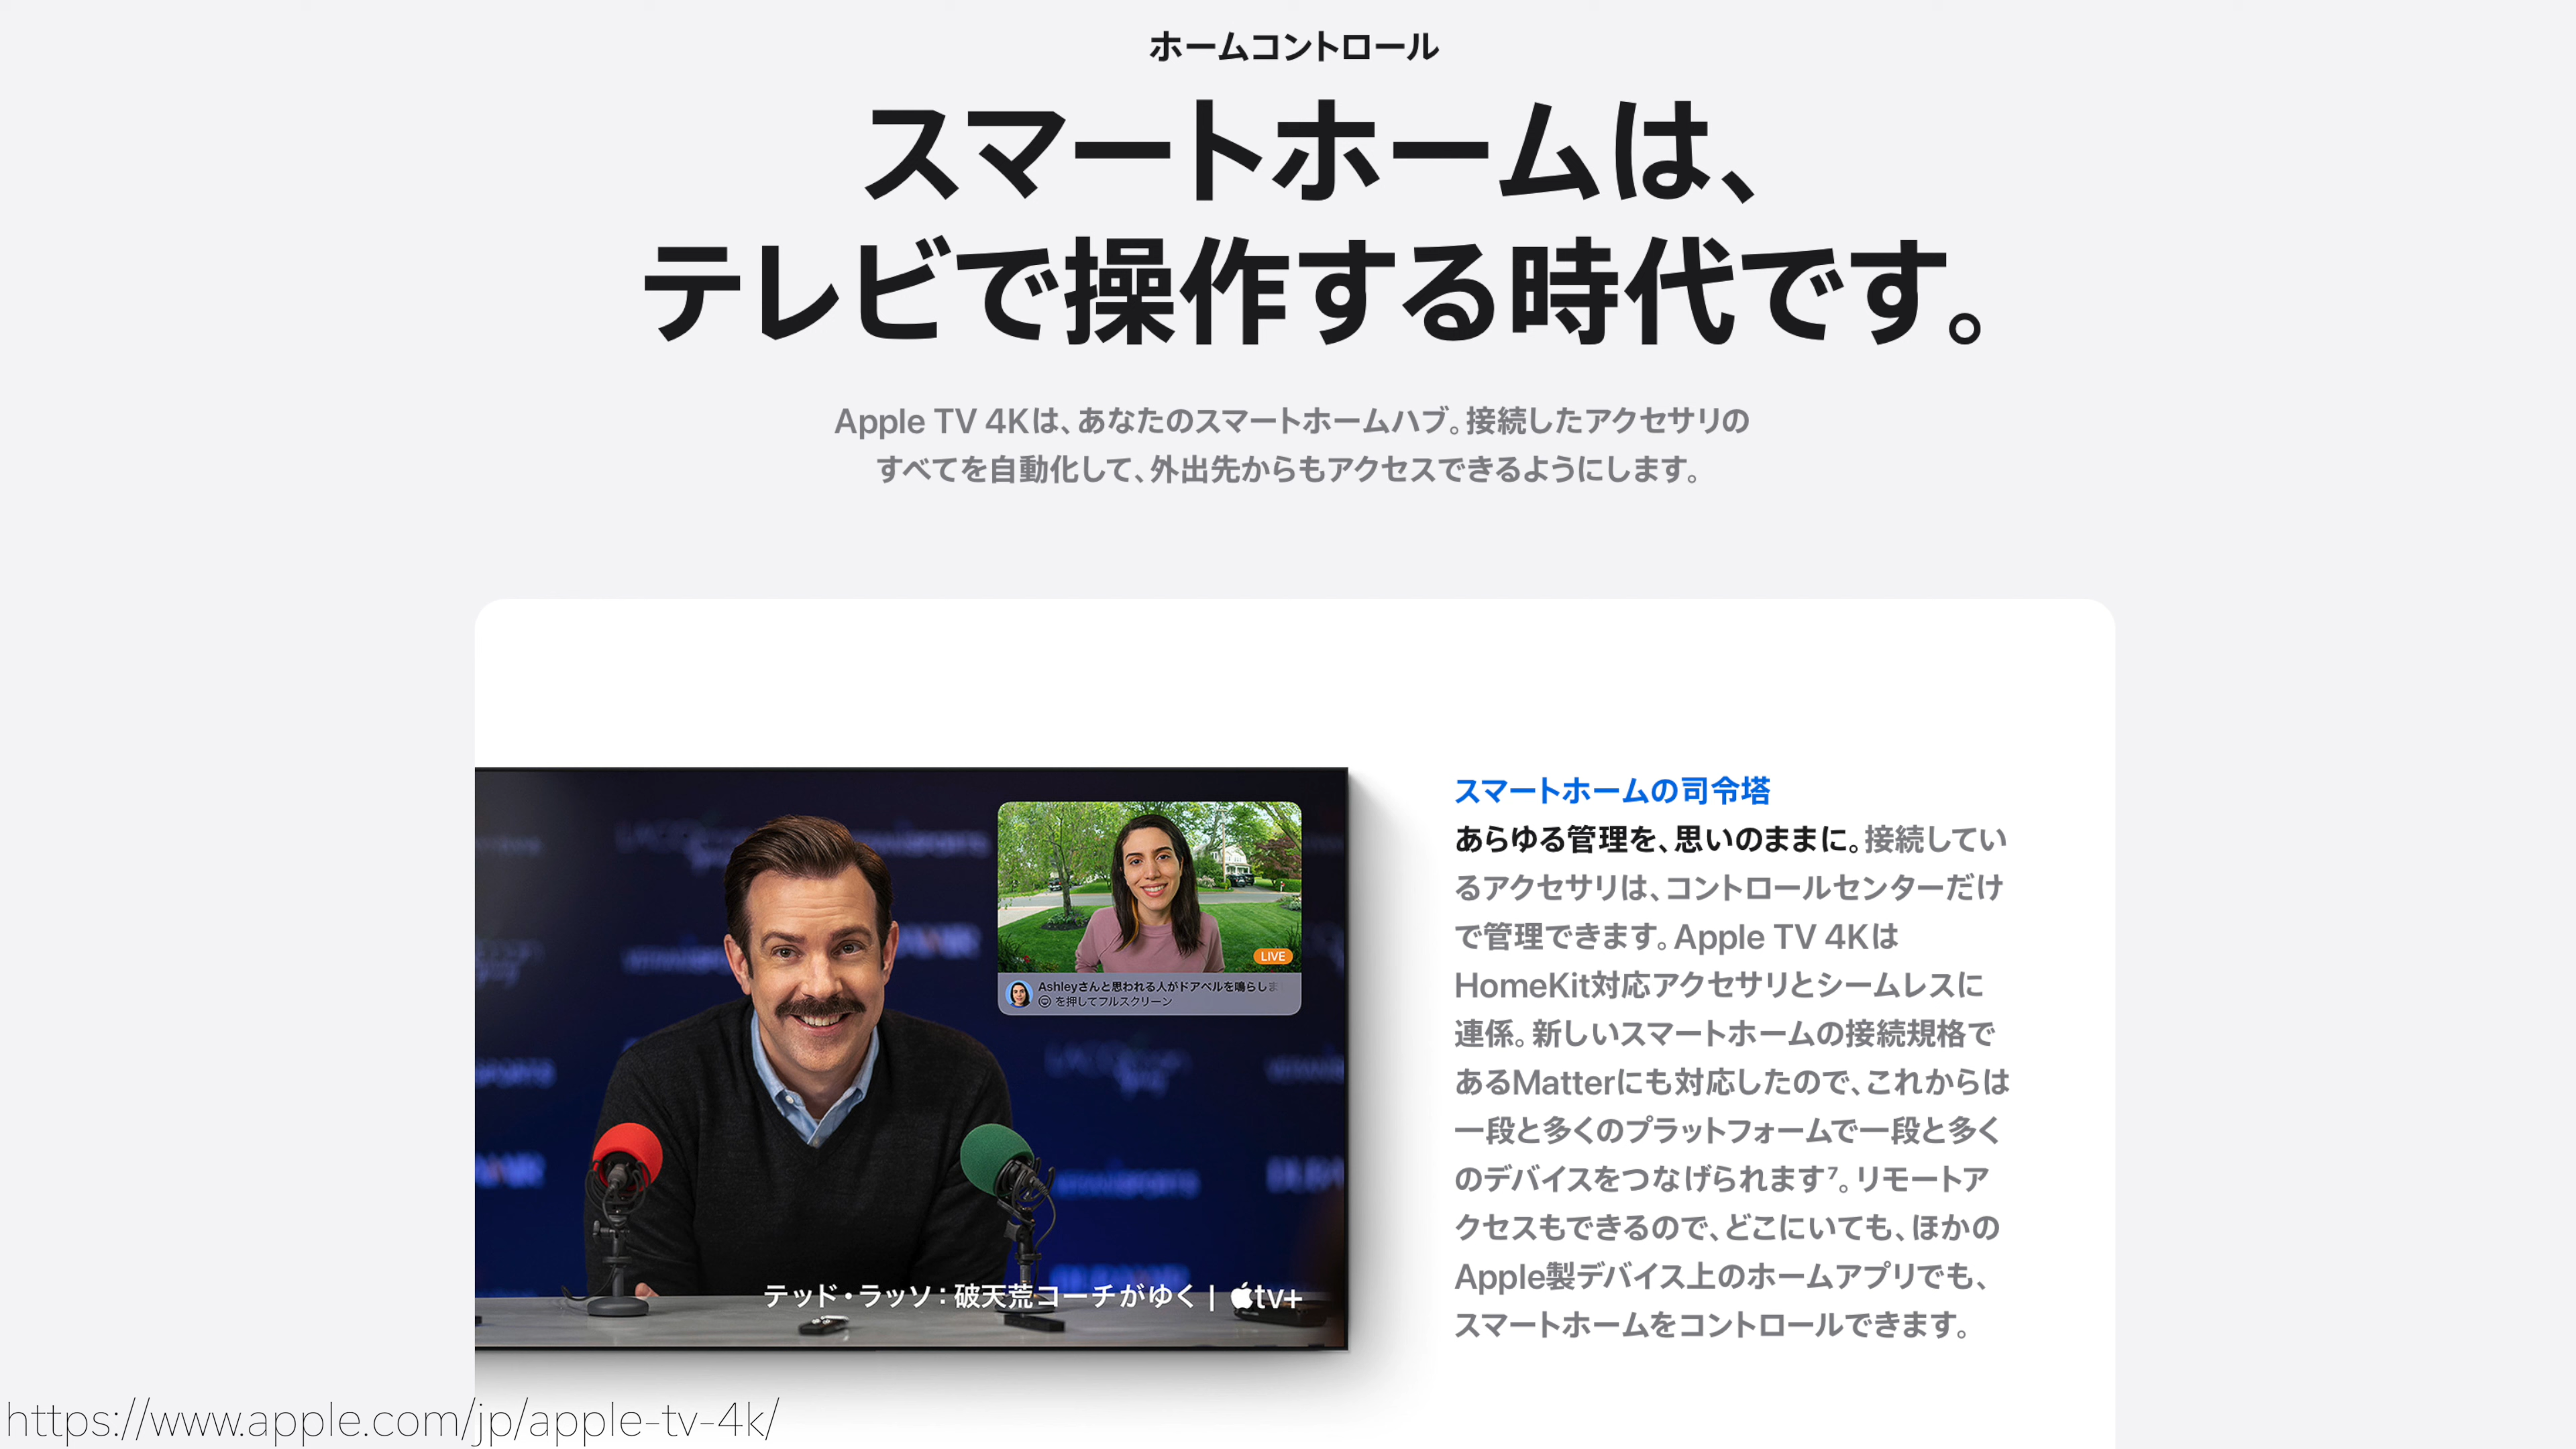 ホームコントロール
スマートホームは、
テレビで操作する時代です。
Apple TV 4Kは、あなたのスマートホームハブ。接続したアクセサリの
すべてを自動化して、外出先からもアクセスできるようにします。
LIVE
Ashleyさんと思われる人がドアベルを鳴らしま
を押してフルスクリーン
テッド・ラッソ：破天荒コーチがゆく | tv+
スマートホームの司令塔
あらゆる管理を、思いのままに。接続してい
るアクセサリは、コントロールセンターだけ
で管理できます。Apple TV 4Kは
HomeKit対応アクセサリとシームレスに
連係。新しいスマートホームの接続規格で
あるMatterにも対応したので、これからは
一段と多くのプラットフォームで一段と多く
のデバイスをつなげられます⁷。リモートア
クセスもできるので、どこにいても、ほかの
Apple製デバイス上のホームアプリでも、
スマートホームをコントロールできます。
https://www.apple.com/jp/apple-tv-4k/